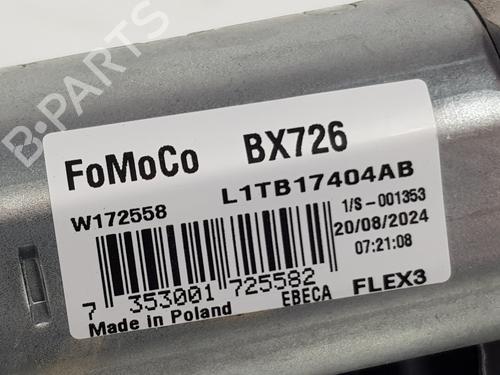 B-PARTS
FoMoCo BX726
W172558 L1TB17404AB
1/S-001353
20/08/2024
07:21:08
7 353001 725582
EBECA FLEX3
Made in Poland